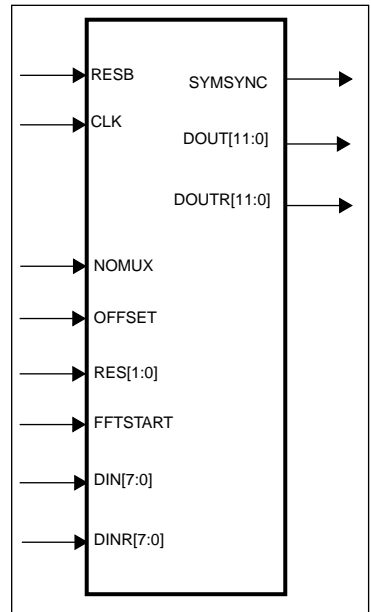 RESB
SYMSYNC
CLK
DOUT[11:0]
DOUTR[11:0]
NOMUX
OFFSET
RES[1:0]
FFTSTART
DIN[7:0]
DINR[7:0]